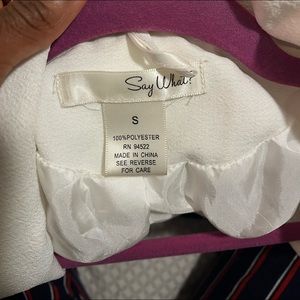 Say What?
S
100%POLYESTER
RN 94522
MADE IN CHINA
SEE REVERSE
FOR CARE